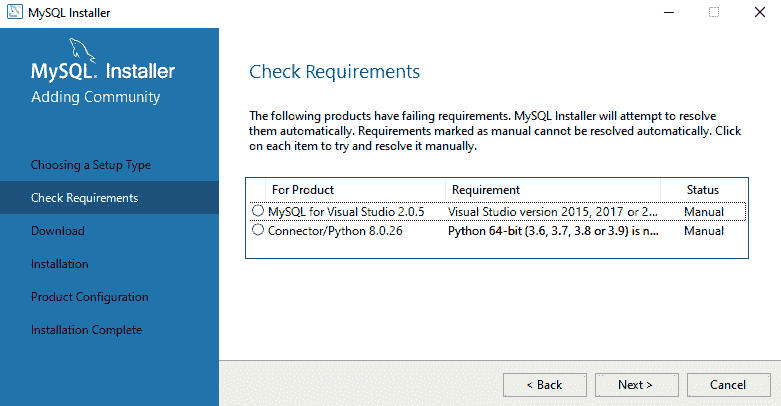 MySQL Installer
MySQL. Installer
Adding Community
Choosing a Setup Type
Check Requirements
Download
Installation
Product Configuration
Installation Complete
Check Requirements
The following products have failing requirements. MySQL Installer will attempt to resolve
them automatically. Requirements marked as manual cannot be resolved automatically. Click
on each item to try and resolve it manually.
For Product Requirement Status
MySQL for Visual Studio 2.0.5 Visual Studio version 2015, 2017 or 2... Manual
Connector/Python 8.0.26 Python 64-bit (3.6, 3.7, 3.8 or 3.9) is n... Manual
< Back Next > Cancel